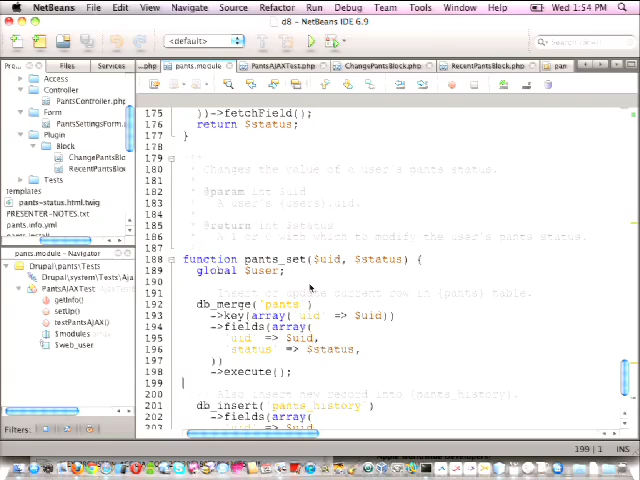 NetBeans File Edit View Navigate Source Refactor Run Debug Team Tools Window Help Wed 1:54 PM
d8 - NetBeans IDE 6.9
<default>
Search
Files Services
.php pants.module PantsAJAXTest.php ChangePantsBlock.php RecentPantsBlock.php pan
Access
Controller
PantsController.php
Form
PantsSettingsForm.
Plugin
Block
ChangePantsBlo
RecentPantsBlo
Tests
templates
pants-status.html.twig
PRESENTER-NOTES.txt
pants.info.yml
pants.module - Navigator
Drupal\pants\Tests
Drupal\system\Tests\Aja
PantsAJAXTest
getInfo()
setUp()
testPantsAJAX()
$modules
$web_user
Filters:
175 ))->fetchField();
176 return $status;
177 }
178
179
180 * Changes the value of a user's pants status.
181 *
182 * @param int $uid
183 * A user's {users}.uid.
184 *
185 * @return int $status
186 * A 1 or 0 with which to modify the user's pants status.
187
188 function pants_set($uid, $status) {
189 global $user;
190
191 Insert or update current row in {pants} table.
192 db_merge('pants')
193 ->key(array('uid' => $uid))
194 ->fields(array(
195 'uid' => $uid,
196 'status' => $status,
197 ))
198 ->execute();
199
200 Also insert new record into {pants_history}.
201 db_insert('pants_history')
202 ->fields(array(
203 'uid' => $uid
199 | 1 INS